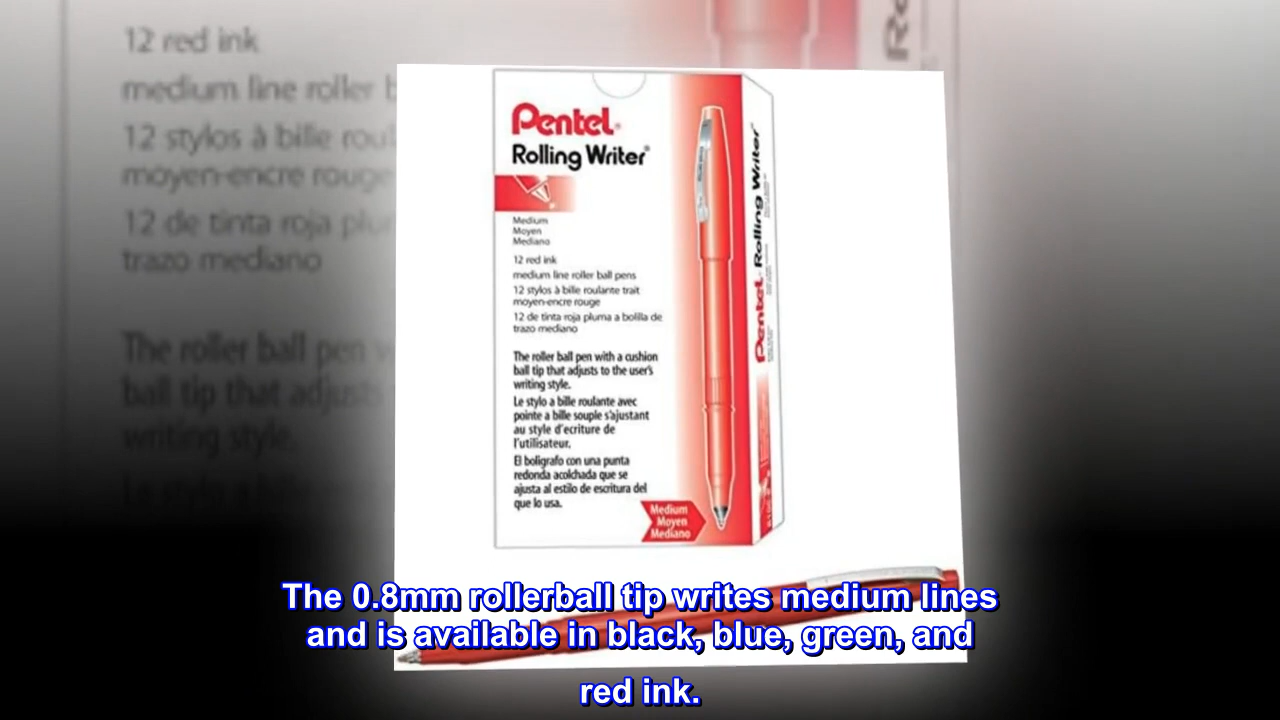 12 red ink
medium line roller b
12 stylos à bille roul
moyen-encre rouge
12 de tinta roja plu
trazo mediano
The roller ball pen
ball tip that adjusts
writing style.
Pentel®
Rolling Writer®
Medium
Moyen
Mediano
12 red ink
medium line roller ball pens
12 stylos à bille roulante trait
moyen-encre rouge
12 de tinta roja pluma a bolilla de
trazo mediano
The roller ball pen with a cushion
ball tip that adjusts to the user's
writing style.
Le stylo a bille roulante avec
pointe a bille souple s'ajustant
au style d'ecriture de
l'utilisateur.
El boligrafo con una punta
redonda acolchada que se
ajusta al estilo de escritura del
que lo usa.
Medium
Moyen
Mediano
Pentel® Rolling Writer®
The 0.8mm rollerball tip writes medium lines
and is available in black, blue, green, and
red ink.